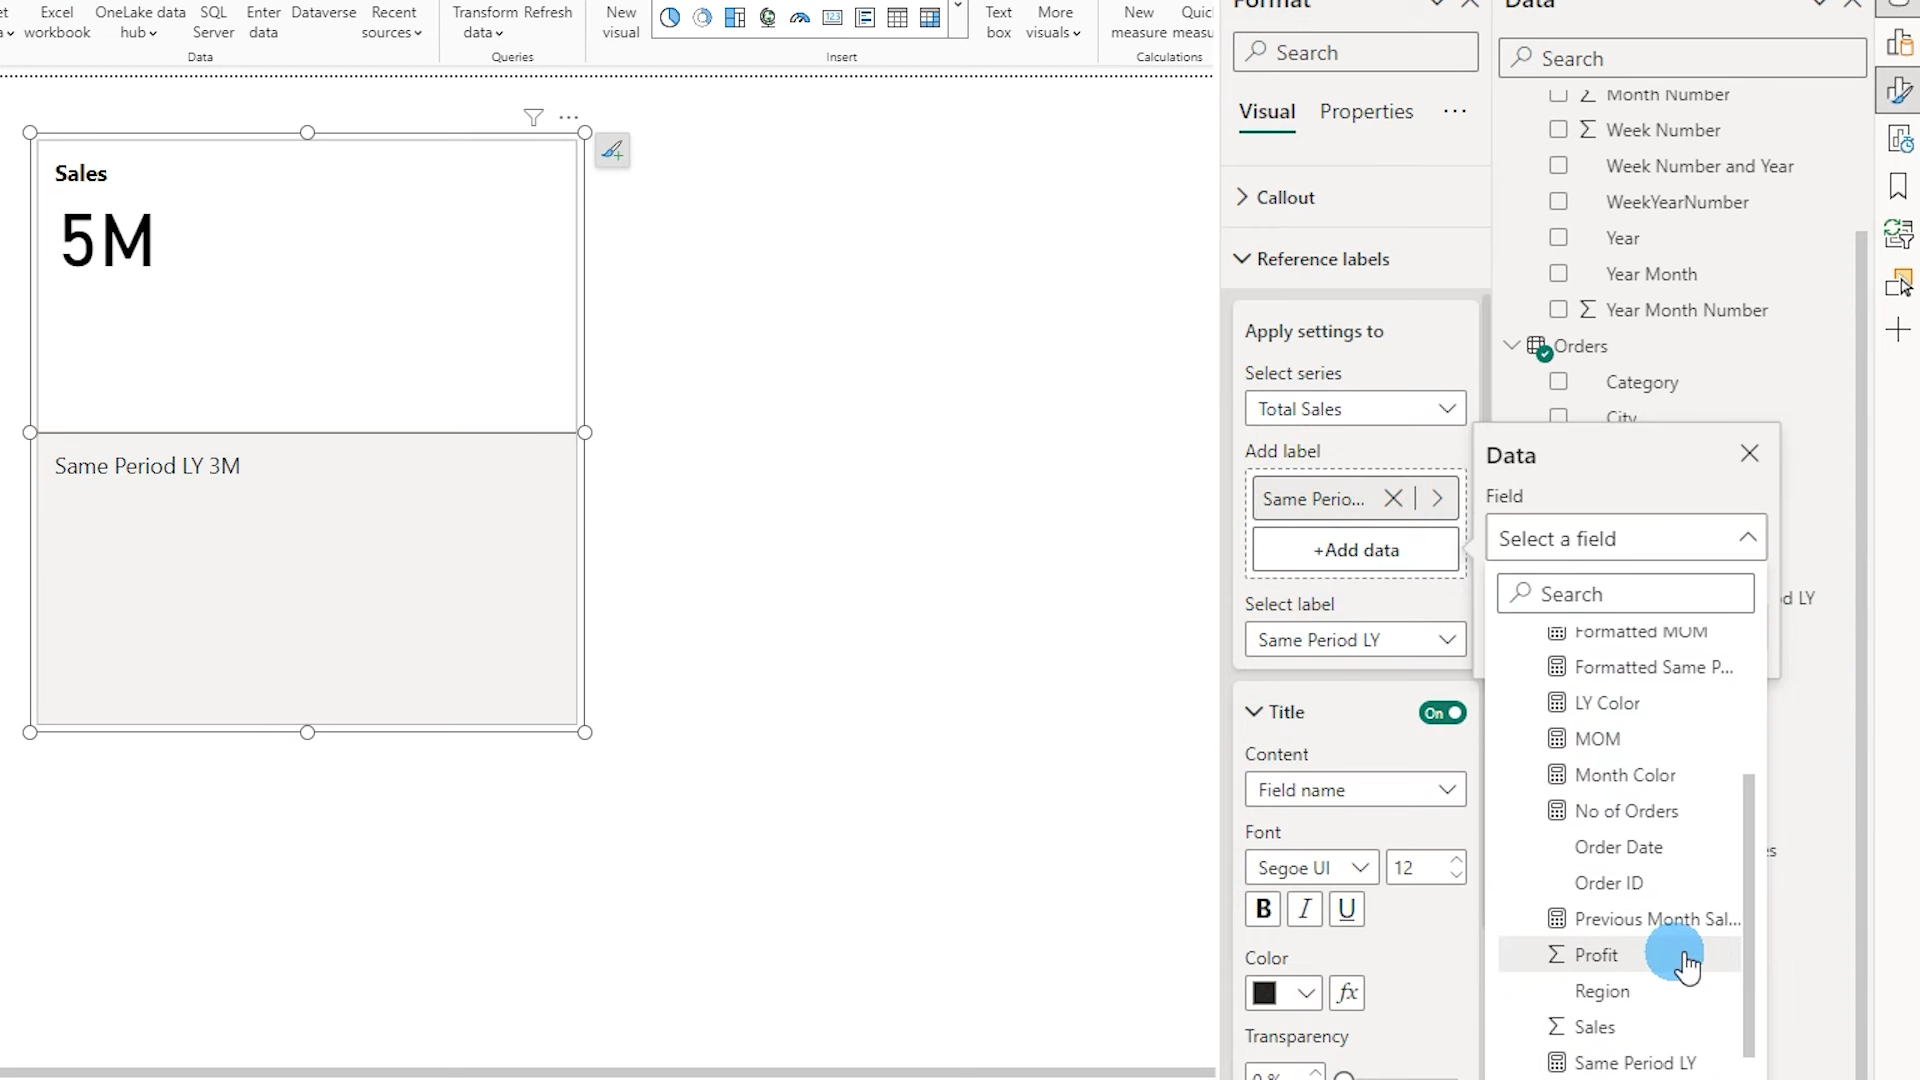 Excel workbook
OneLake data hub
SQL Server
Enter data
Dataverse
Recent sources
Data
Transform data
Refresh
Queries
New visual
123
Insert
Text box
More visuals
New measure
Calculations
Sales
5M
Same Period LY 3M
Format
Search
Visual
Properties
Callout
Reference labels
Apply settings to
Select series
Total Sales
Add label
Same Perio...
+Add data
Select label
Same Period LY
Title
On
Content
Field name
Font
Segoe UI
12
B
I
U
Color
fx
Transparency
0 %
Data
Search
Month Number
Week Number
Week Number and Year
WeekYearNumber
Year
Year Month
Year Month Number
Orders
Category
City
d LY
Data
Field
Select a field
Search
Formatted MOM
Formatted Same P...
LY Color
MOM
Month Color
No of Orders
Order Date
Order ID
Previous Month Sal...
Profit
Region
Sales
Same Period LY